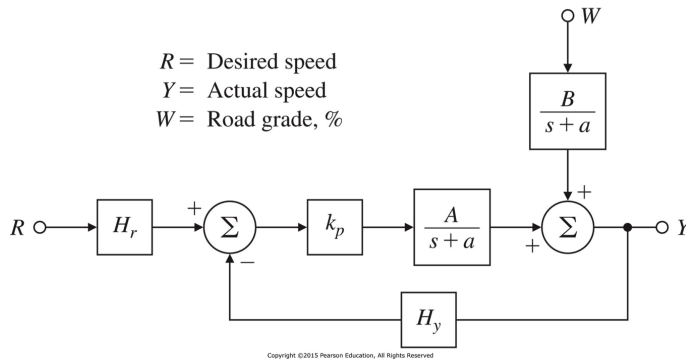 W
R = Desired speed
Y = Actual speed
W = Road grade, %
B
s + a
+
R
+
H_r
Σ
−
k_p
A
s + a
+
Σ
Y
H_y
Copyright ©2015 Pearson Education, All Rights Reserved